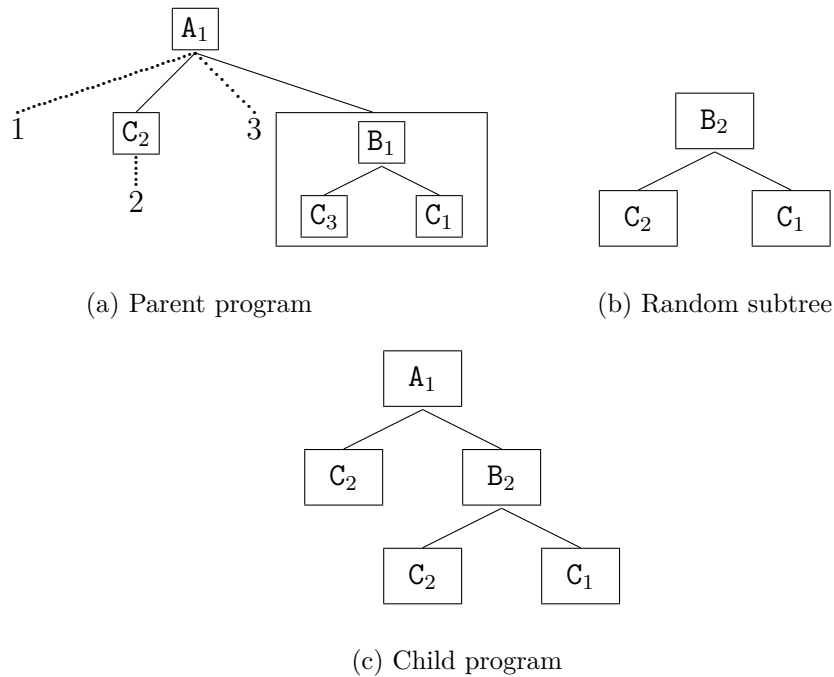 A₁
1 C₂ 3 B₁
2 C₃ C₁
(a) Parent program
B₂
C₂ C₁
(b) Random subtree
A₁
C₂ B₂
C₂ C₁
(c) Child program